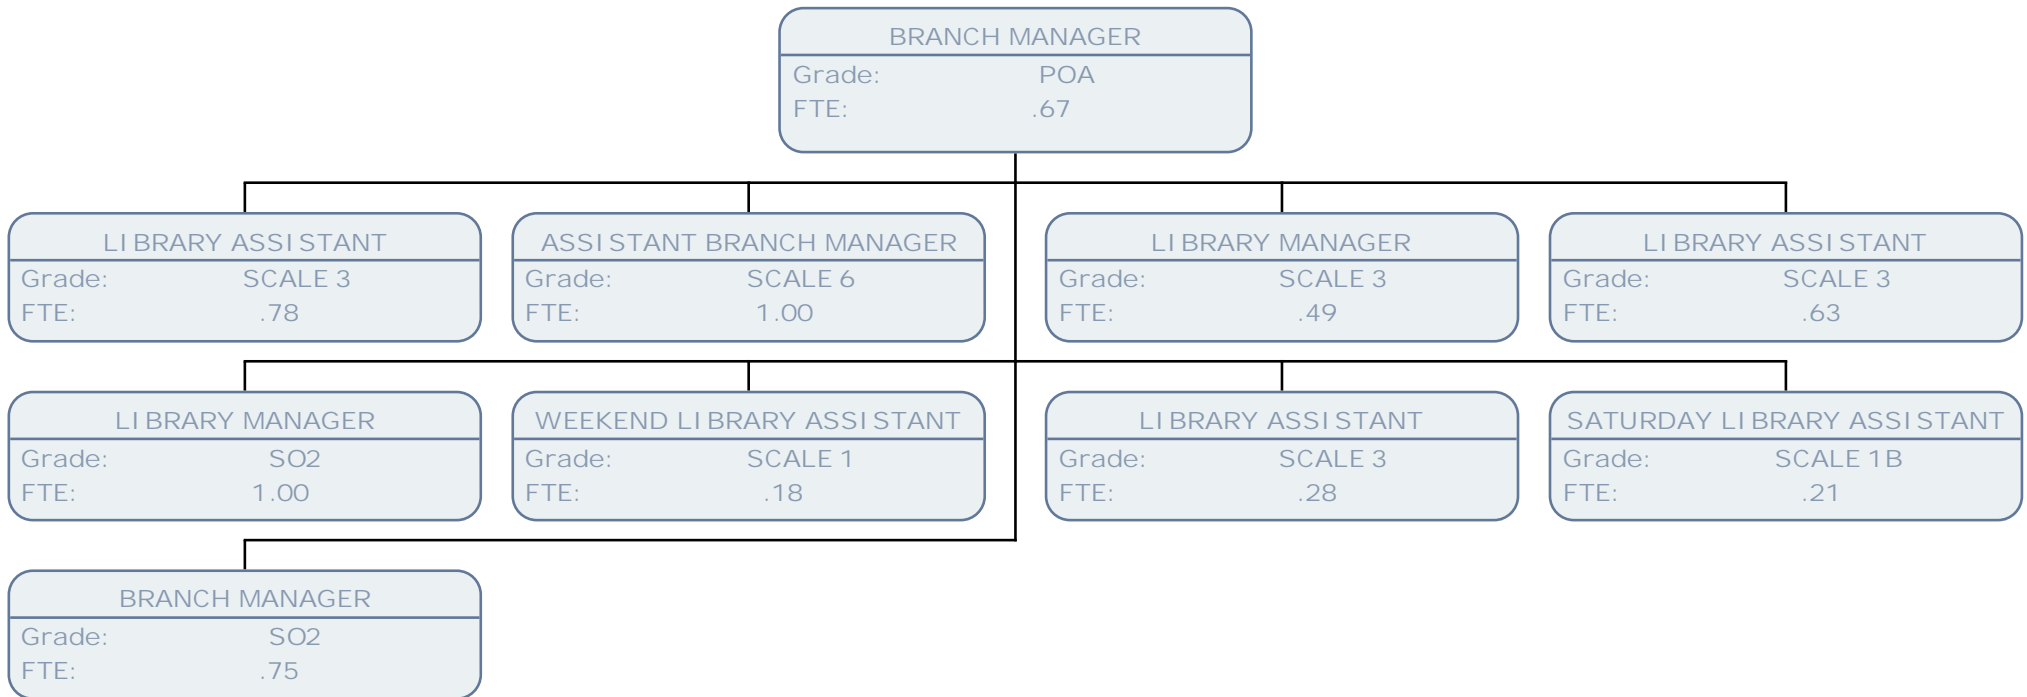 BRANCH MANAGER
Grade: POA
FTE: .67
LIBRARY ASSISTANT
Grade: SCALE 3
FTE: .78
ASSISTANT BRANCH MANAGER
Grade: SCALE 6
FTE: 1.00
LIBRARY MANAGER
Grade: SCALE 3
FTE: .49
LIBRARY ASSISTANT
Grade: SCALE 3
FTE: .63
LIBRARY MANAGER
Grade: SO2
FTE: 1.00
WEEKEND LIBRARY ASSISTANT
Grade: SCALE 1
FTE: .18
LIBRARY ASSISTANT
Grade: SCALE 3
FTE: .28
SATURDAY LIBRARY ASSISTANT
Grade: SCALE 1B
FTE: .21
BRANCH MANAGER
Grade: SO2
FTE: .75